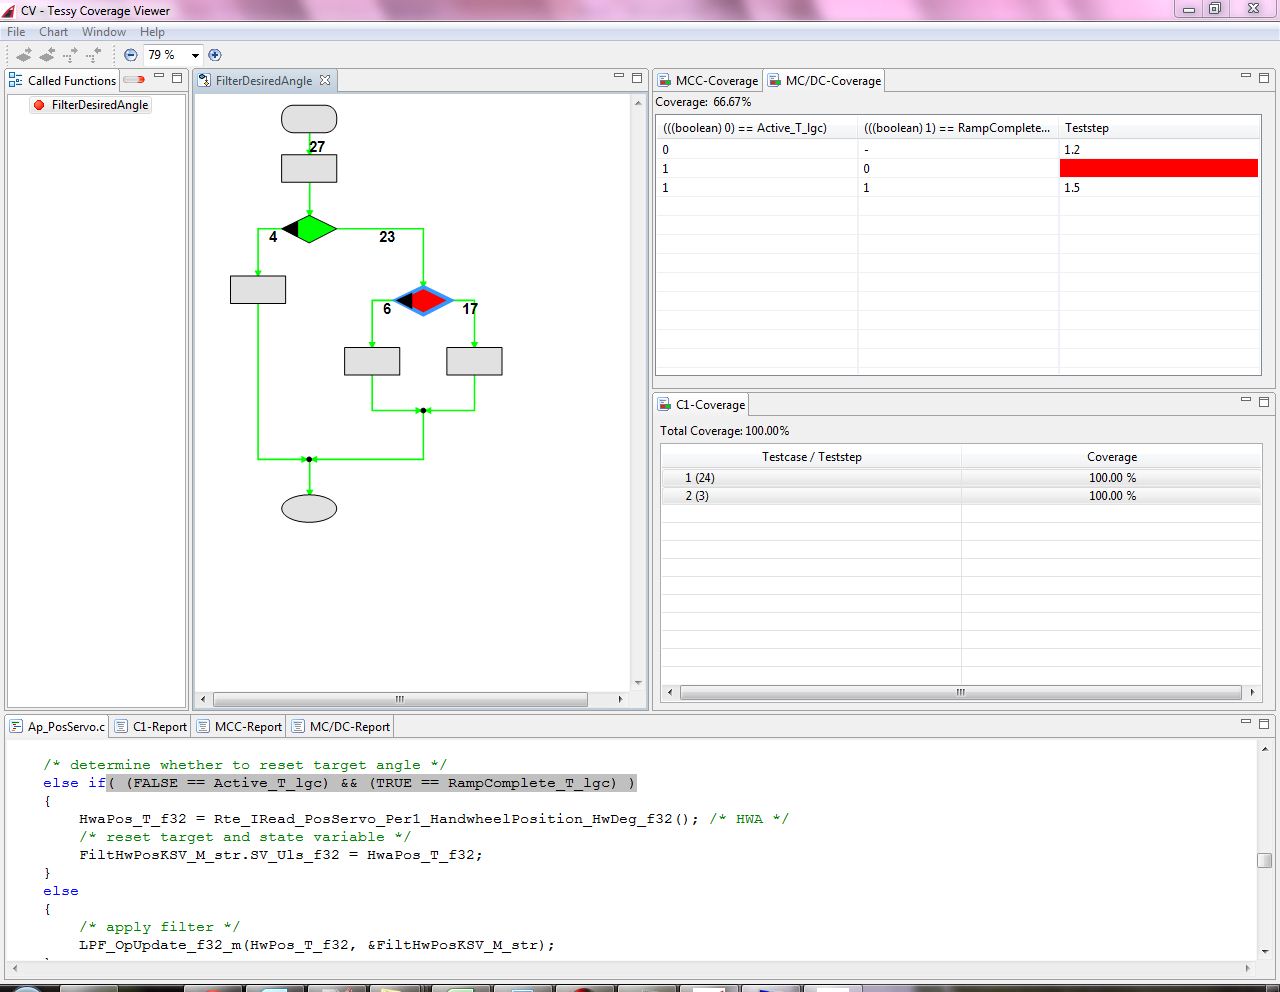 CV - Tessy Coverage Viewer
File Chart Window Help
79 %
Called Functions
FilterDesiredAngle
FilterDesiredAngle
27
4
23
6
17
MCC-Coverage
MC/DC-Coverage
Coverage: 66.67%
(((boolean) 0) == Active_T_lgc) (((boolean) 1) == RampComplete... Teststep
0 - 1.2
1 0
1 1 1.5
C1-Coverage
Total Coverage: 100.00%
Testcase / Teststep Coverage
1 (24) 100.00 %
2 (3) 100.00 %
Ap_PosServo.c C1-Report MCC-Report MC/DC-Report
/* determine whether to reset target angle */
else if( (FALSE == Active_T_lgc) && (TRUE == RampComplete_T_lgc) )
{
HwaPos_T_f32 = Rte_IRead_PosServo_Per1_HandwheelPosition_HwDeg_f32(); /* HWA */
/* reset target and state variable */
FiltHwPosKSV_M_str.SV_Uls_f32 = HwaPos_T_f32;
}
else
{
/* apply filter */
LPF_OpUpdate_f32_m(HwPos_T_f32, &FiltHwPosKSV_M_str);